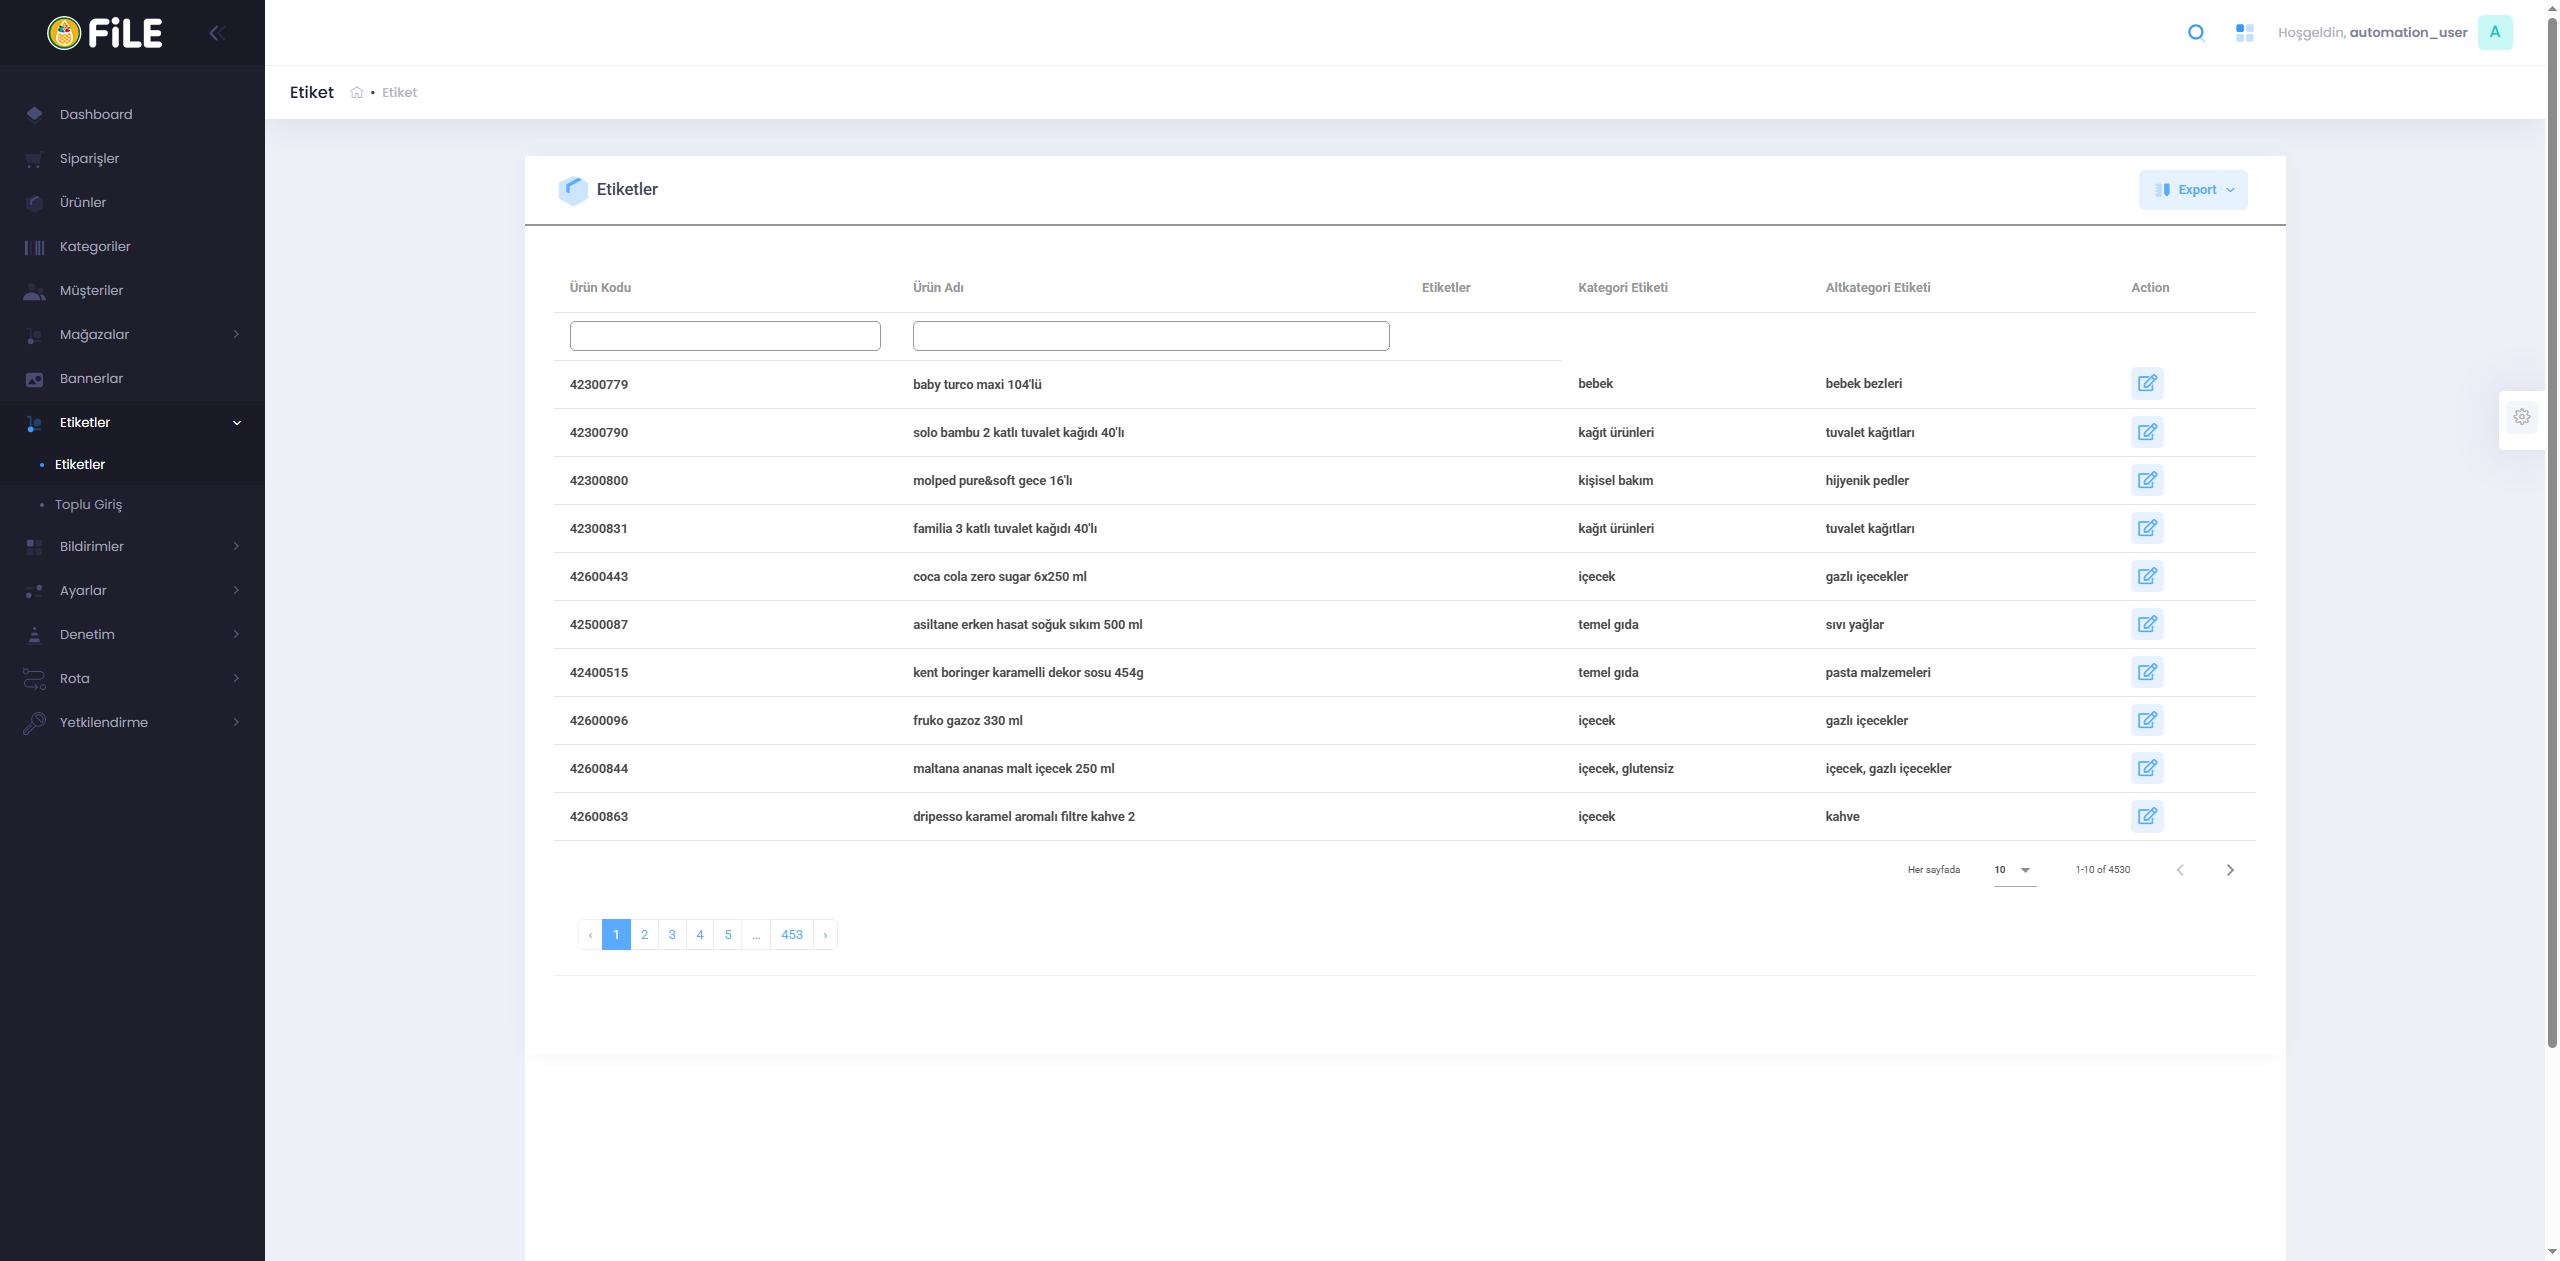 FiLE
Hoşgeldin, automation_user A
Etiket • Etiket
Dashboard
Siparişler
Ürünler
Kategoriler
Müşteriler
Mağazalar
Bannerlar
Etiketler
Etiketler
Toplu Giriş
Bildirimler
Ayarlar
Denetim
Rota
Yetkilendirme
Etiketler
Export
Ürün Kodu Ürün Adı Etiketler Kategori Etiketi Altkategori Etiketi Action
42300779 baby turco maxi 104'lü bebek bebek bezleri
42300790 solo bambu 2 katlı tuvalet kağıdı 40'lı kağıt ürünleri tuvalet kağıtları
42300800 molped pure&soft gece 16'lı kişisel bakım hijyenik pedler
42300831 familia 3 katlı tuvalet kağıdı 40'lı kağıt ürünleri tuvalet kağıtları
42600443 coca cola zero sugar 6x250 ml içecek gazlı içecekler
42500087 asiltane erken hasat soğuk sıkım 500 ml temel gıda sıvı yağlar
42400515 kent boringer karamelli dekor sosu 454g temel gıda pasta malzemeleri
42600096 fruko gazoz 330 ml içecek gazlı içecekler
42600844 maltana ananas malt içecek 250 ml içecek, glutensiz içecek, gazlı içecekler
42600863 dripesso karamel aromalı filtre kahve 2 içecek kahve
Her sayfada 10 1-10 of 4530
‹ 1 2 3 4 5 ... 453 ›